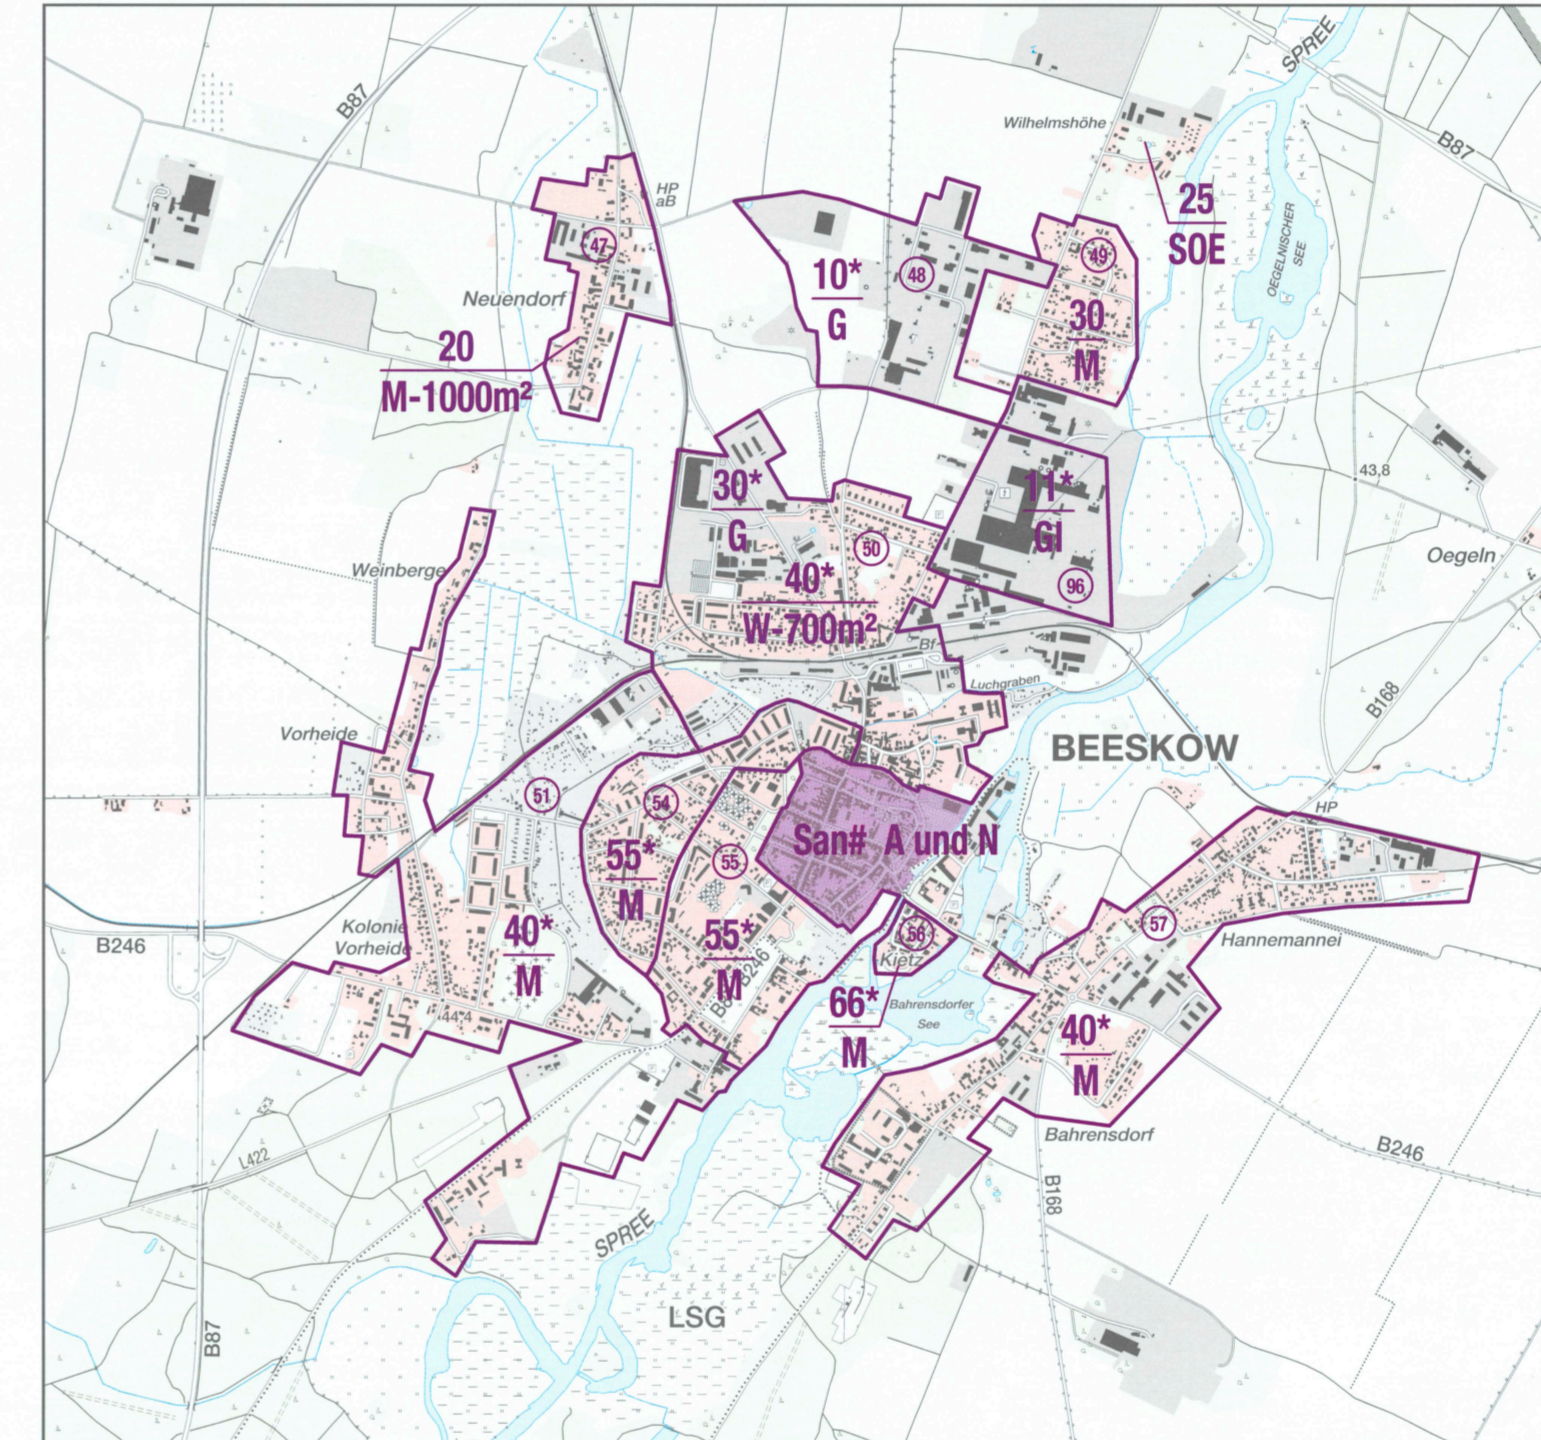 SPREE
B87
B87
Wilhelmshöhe
HP
aB
25
SOE
OEGELNISCHER
SEE
47
10*
G
48
49
30
M
Neuendorf
20
M-1000m²
30*
G
50
11*
GI
96
40*
W-700m²
43,8
Oegeln
Weinberge
Bf
Luchgraben
B168
Vorheide
BEESKOW
51
54
55*
M
55
San# A und N
HP
Kolonie
Vorheide
B246
40*
M
55*
M
B246
56
Kietz
57
Hannemannei
66*
M
Bahrensdorfer
See
44,4
40*
M
Bahrensdorf
B246
L422
B168
SPREE
LSG
B87